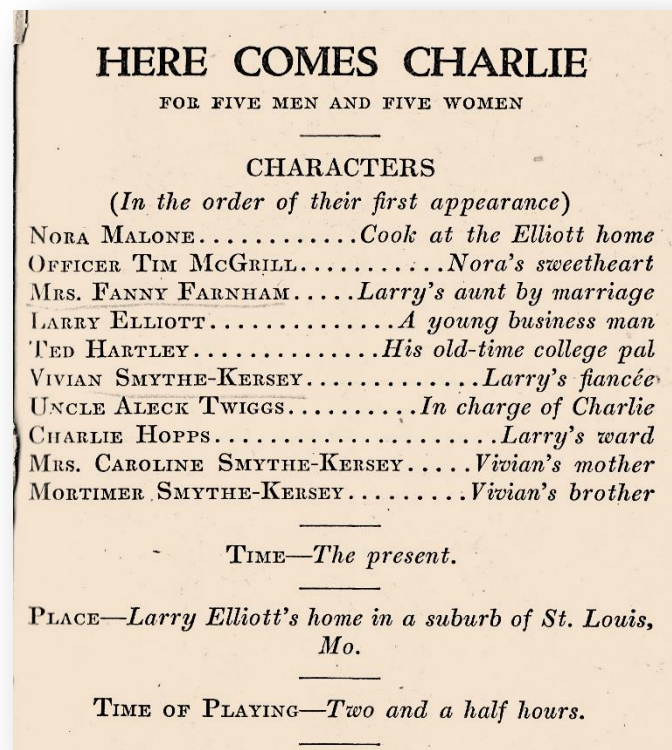 HERE COMES CHARLIE
FOR FIVE MEN AND FIVE WOMEN
CHARACTERS
(In the order of their first appearance)
NORA MALONE............Cook at the Elliott home
OFFICER TIM MCGRILL...........Nora's sweetheart
MRS. FANNY FARNHAM.....Larry's aunt by marriage
LARRY ELLIOTT..............A young business man
TED HARTLEY.............His old-time college pal
VIVIAN SMYTHE-KERSEY.............Larry's fiancée
UNCLE ALECK TWIGGS..........In charge of Charlie
CHARLIE HOPPS......................Larry's ward
MRS. CAROLINE SMYTHE-KERSEY.....Vivian's mother
MORTIMER SMYTHE-KERSEY.........Vivian's brother
TIME—The present.
PLACE—Larry Elliott's home in a suburb of St. Louis,
Mo.
TIME OF PLAYING—Two and a half hours.